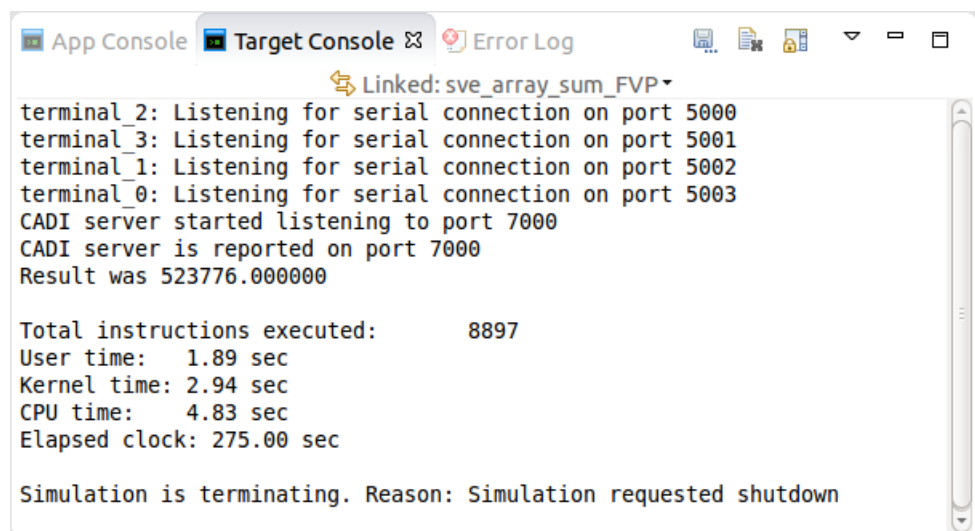 App Console Target Console Error Log
Linked: sve_array_sum_FVP
terminal_2: Listening for serial connection on port 5000
terminal_3: Listening for serial connection on port 5001
terminal_1: Listening for serial connection on port 5002
terminal_0: Listening for serial connection on port 5003
CADI server started listening to port 7000
CADI server is reported on port 7000
Result was 523776.000000
Total instructions executed: 8897
User time: 1.89 sec
Kernel time: 2.94 sec
CPU time: 4.83 sec
Elapsed clock: 275.00 sec
Simulation is terminating. Reason: Simulation requested shutdown